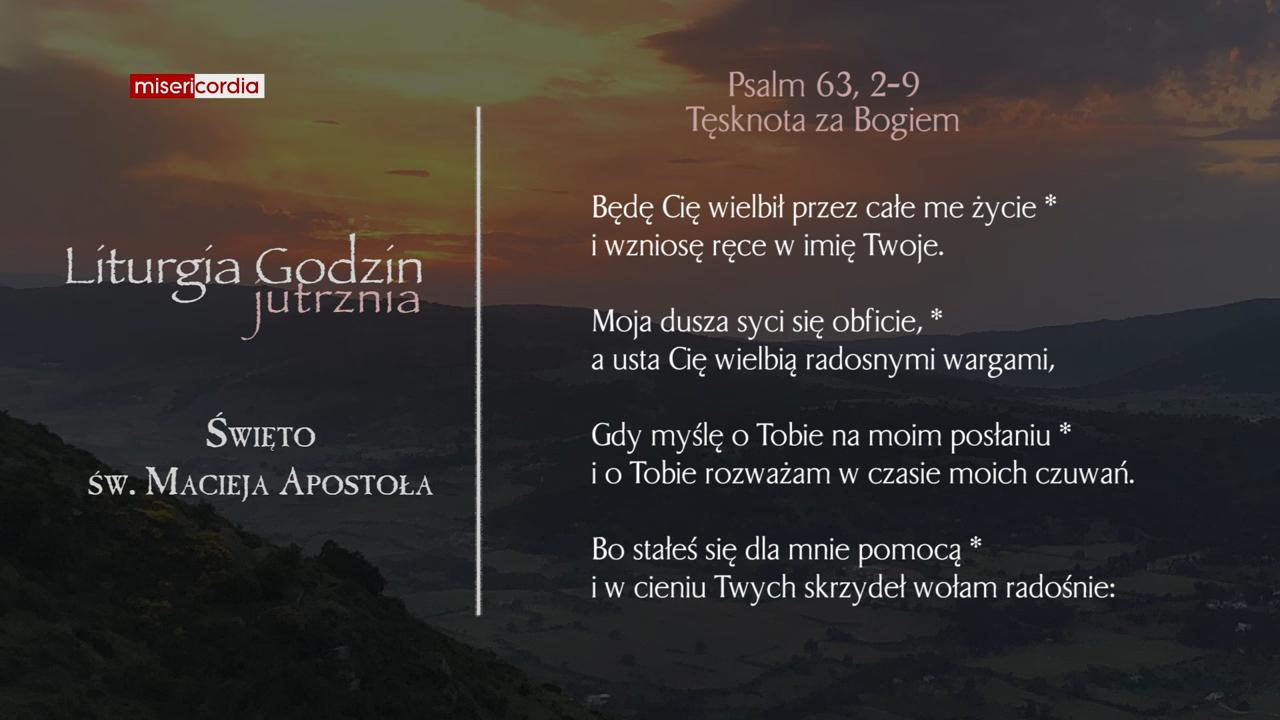 misericordia
Liturgia Godzin
jutrznia
Święto
św. Macieja Apostoła
Psalm 63, 2-9
Tęsknota za Bogiem
Będę Cię wielbił przez całe me życie *
i wzniosę ręce w imię Twoje.
Moja dusza syci się obficie, *
a usta Cię wielbią radosnymi wargami,
Gdy myślę o Tobie na moim posłaniu *
i o Tobie rozważam w czasie moich czuwań.
Bo stałeś się dla mnie pomocą *
i w cieniu Twych skrzydeł wołam radośnie: